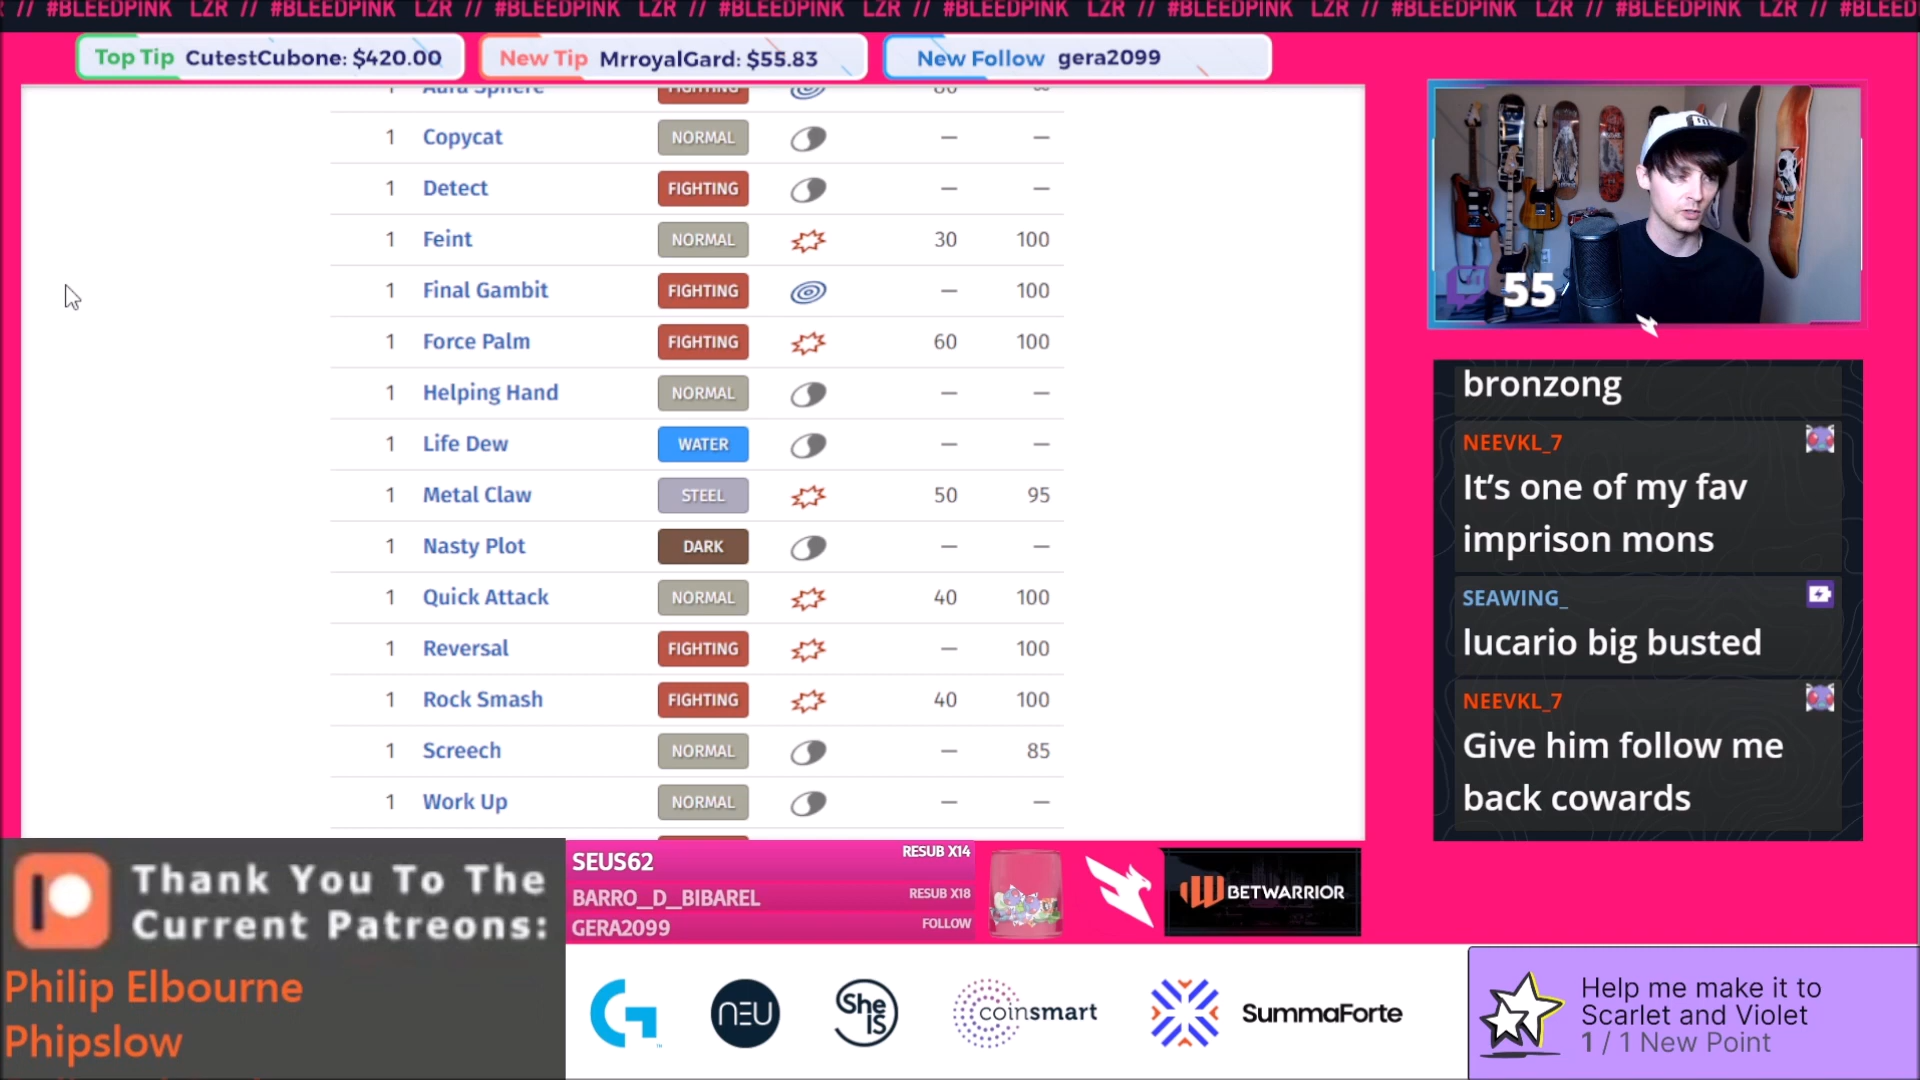 // #BLEEDPINK LZR // #BLEEDPINK LZR // #BLEEDPINK LZR // #BLEEDPINK LZR // #BLEEDPINK LZR // #BLEEDPINK LZR // #BLEEDPINK LZR // #BLEEDPINK LZR // #BLEED
Top Tip CutestCubone: $420.00
New Tip MrroyalGard: $55.83
New Follow gera2099
1 Aura Sphere FIGHTING 80 ∞
1 Copycat NORMAL — —
1 Detect FIGHTING — —
1 Feint NORMAL 30 100
1 Final Gambit FIGHTING — 100
1 Force Palm FIGHTING 60 100
1 Helping Hand NORMAL — —
1 Life Dew WATER — —
1 Metal Claw STEEL 50 95
1 Nasty Plot DARK — —
1 Quick Attack NORMAL 40 100
1 Reversal FIGHTING — 100
1 Rock Smash FIGHTING 40 100
1 Screech NORMAL — 85
1 Work Up NORMAL — —
55
bronzong
NEEVKL_7
It's one of my fav
imprison mons
SEAWING_
lucario big busted
NEEVKL_7
Give him follow me
back cowards
Thank You To The
Current Patreons:
Philip Elbourne
Phipslow
SEUS62 RESUB X14
BARRO_D_BIBAREL RESUB X18
GERA2099 FOLLOW
BETWARRIOR
NEU
She IS
coinsmart
SummaForte
Help me make it to
Scarlet and Violet
1 / 1 New Point